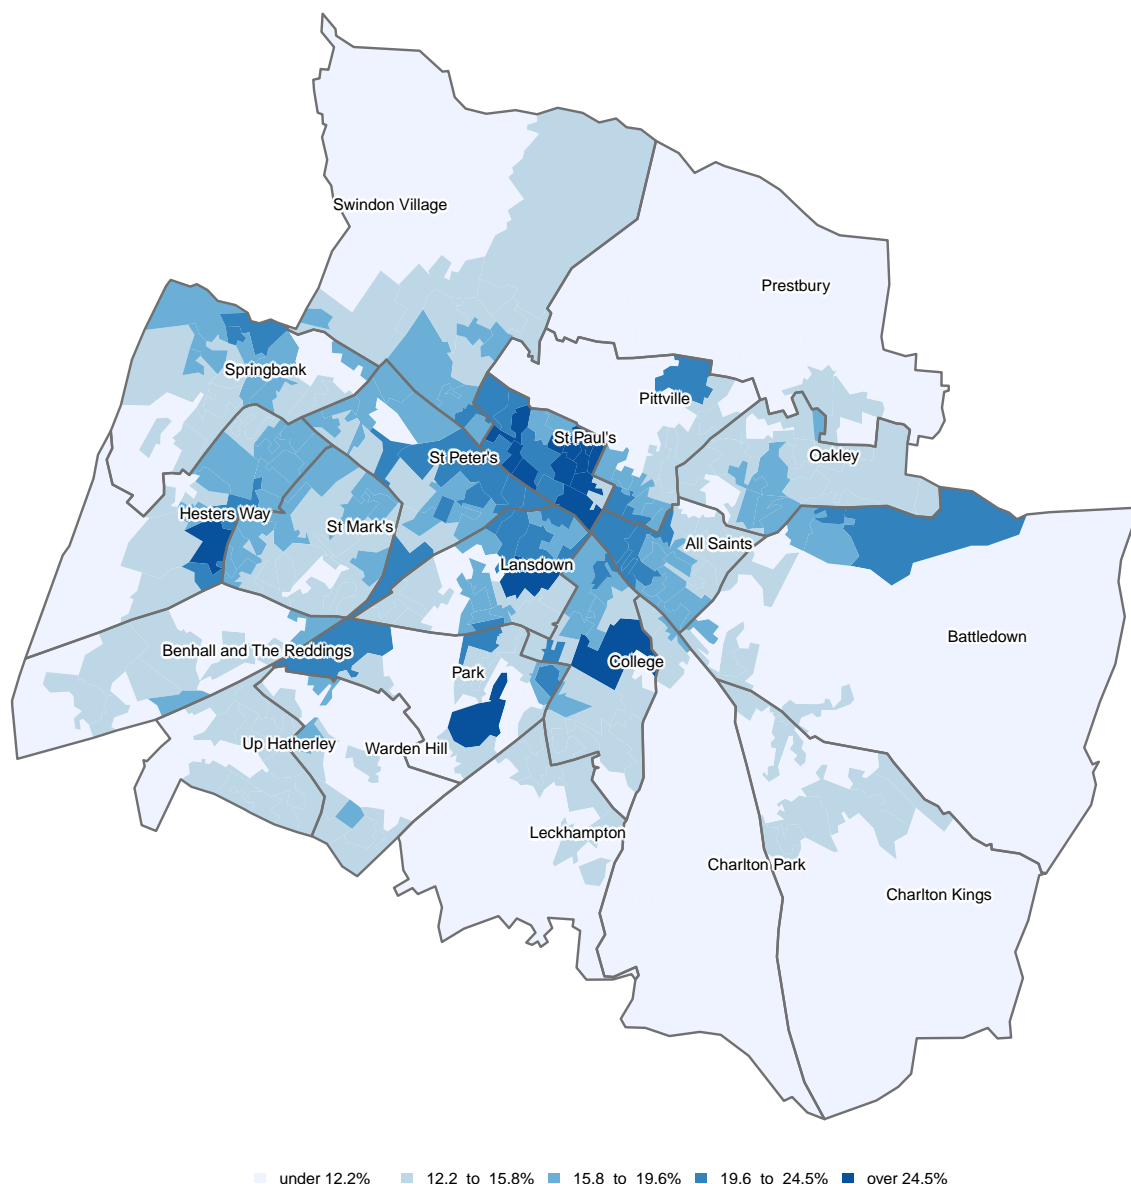 Swindon Village
Prestbury
Springbank
Pittville
St Paul's
St Peter's
Oakley
Hesters Way
St Mark's
All Saints
Lansdown
Battledown
Benhall and The Reddings
College
Park
Up Hatherley
Warden Hill
Leckhampton
Charlton Park
Charlton Kings
under 12.2% 12.2 to 15.8% 15.8 to 19.6% 19.6 to 24.5% over 24.5%